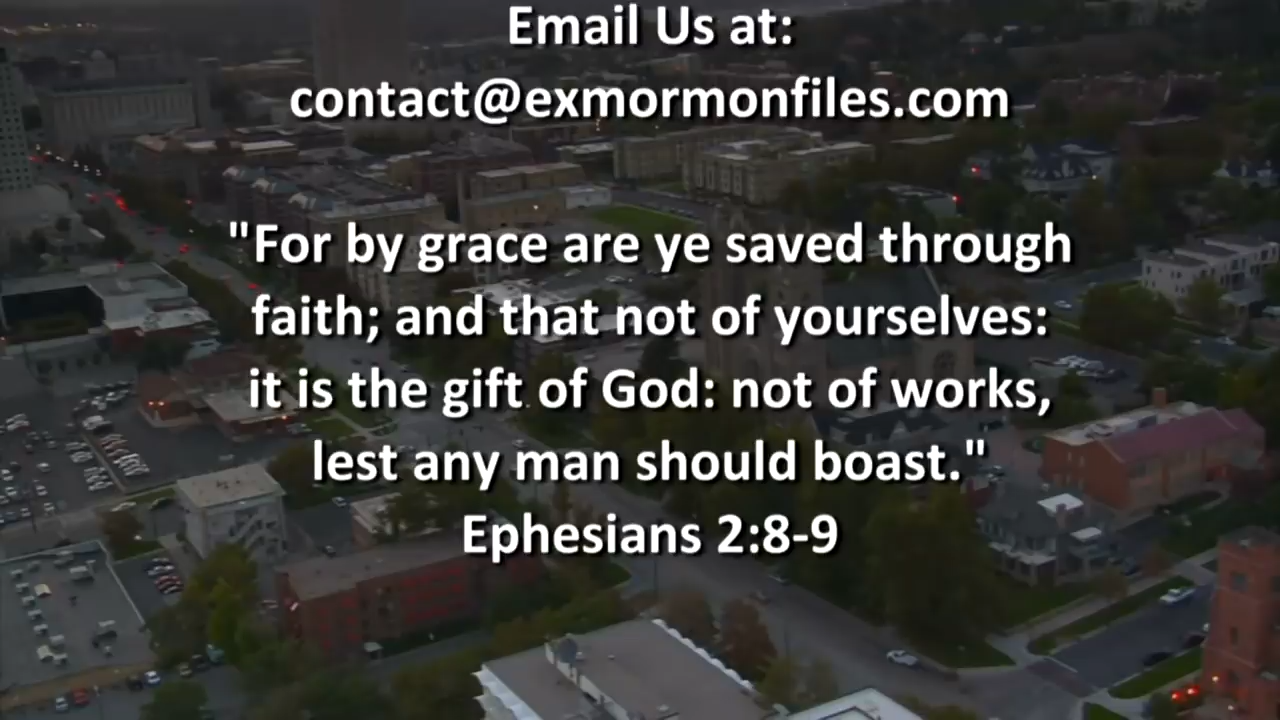 Email Us at:
contact@exmormonfiles.com
"For by grace are ye saved through
faith; and that not of yourselves:
it is the gift of God: not of works,
lest any man should boast."
Ephesians 2:8-9